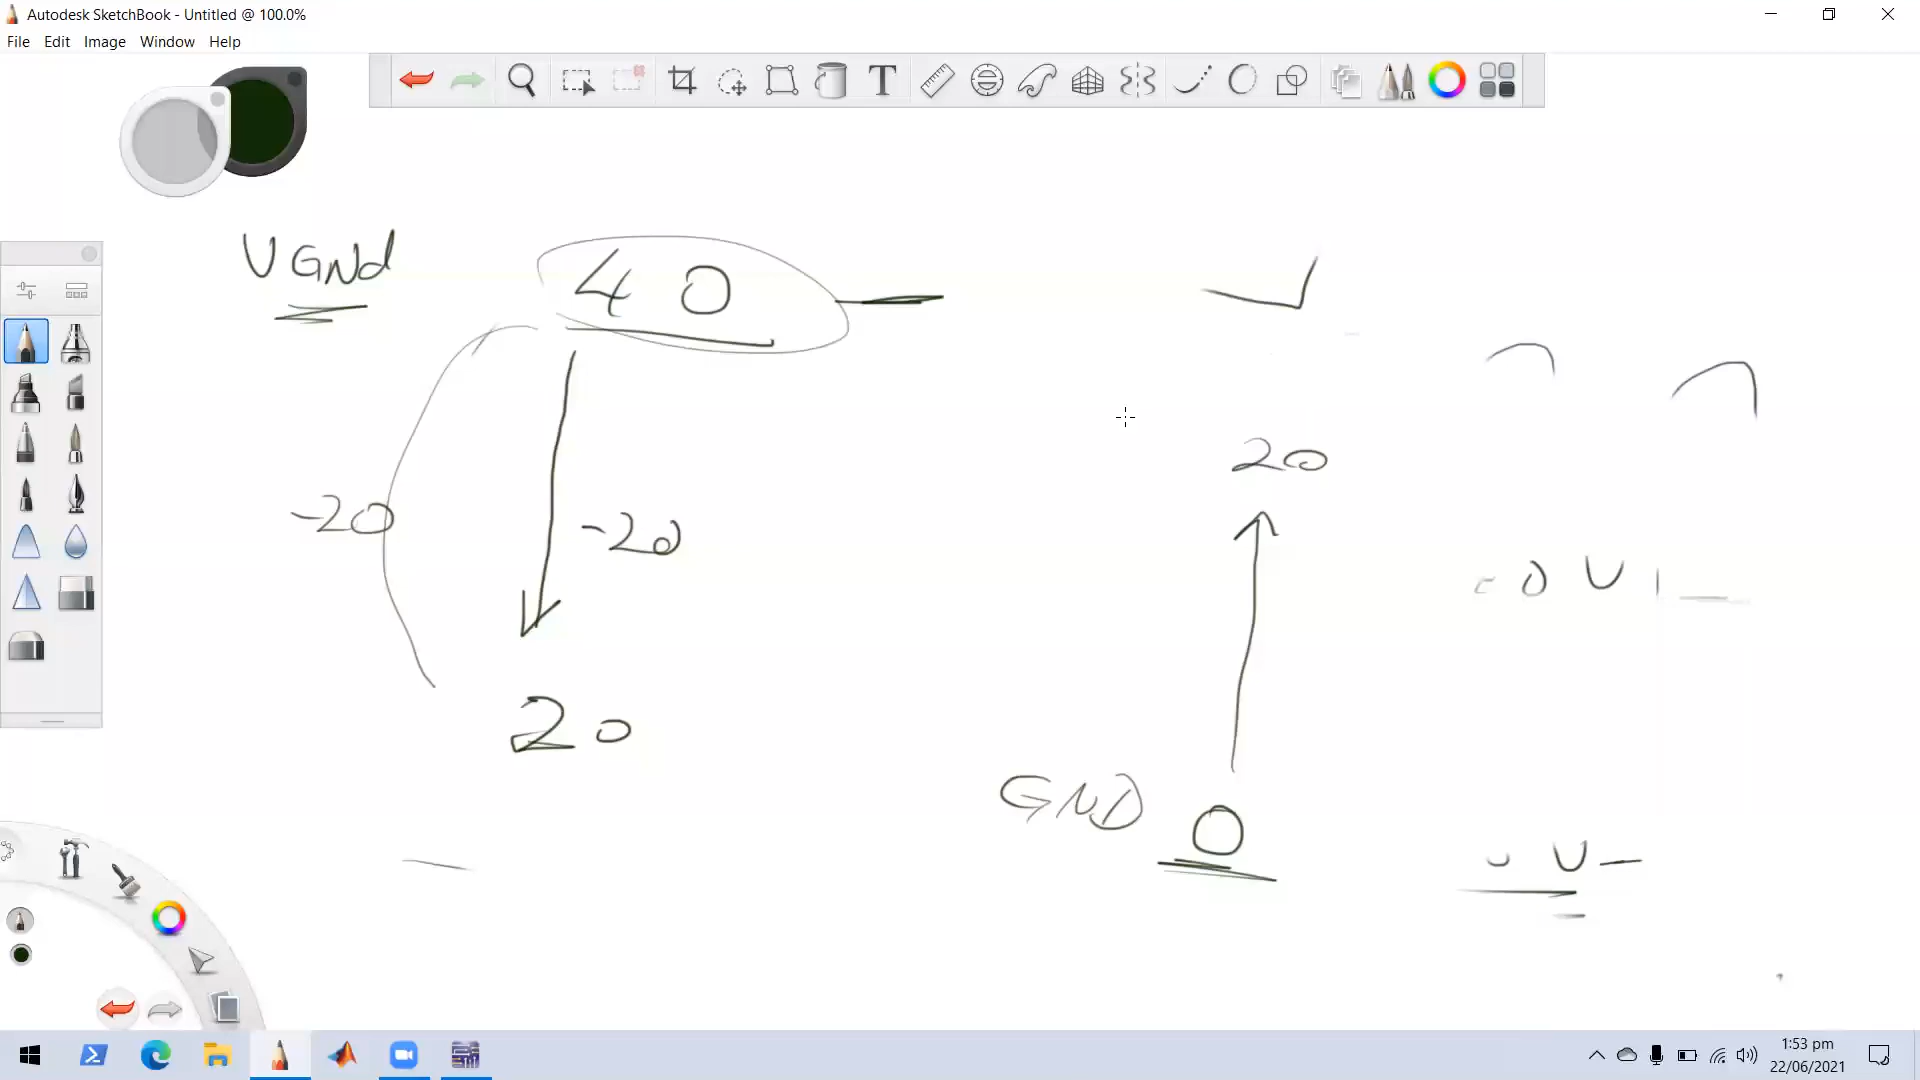 Autodesk SketchBook - Untitled @ 100.0%
File Edit Image Window Help
T
V GNd
40
20
-20
-20
20
0 V
GND 0
V -
1:53 pm
22/06/2021